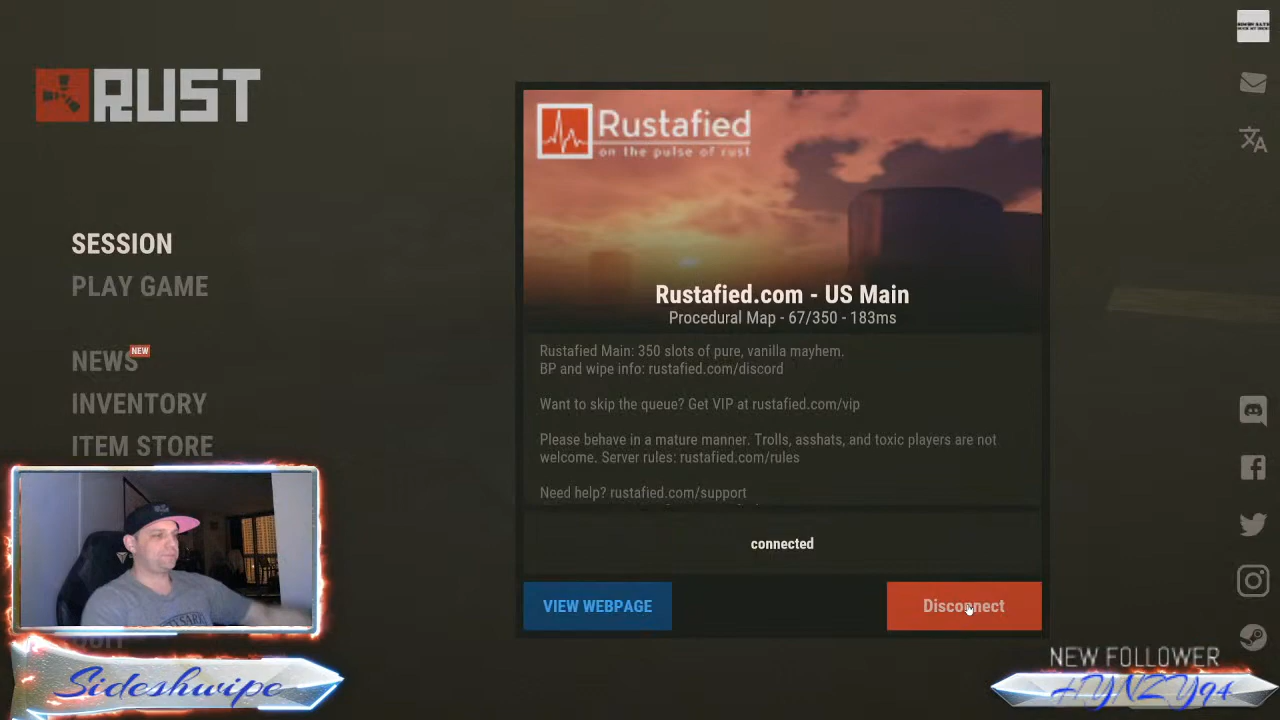 RUST
SESSION
PLAY GAME
NEWS
NEW
INVENTORY
ITEM STORE
Rustafied
on the pulse of rust
Rustafied.com - US Main
Procedural Map - 67/350 - 183ms
Rustafied Main: 350 slots of pure, vanilla mayhem.
BP and wipe info: rustafied.com/discord
Want to skip the queue? Get VIP at rustafied.com/vip
Please behave in a mature manner. Trolls, asshats, and toxic players are not
welcome. Server rules: rustafied.com/rules
Need help? rustafied.com/support
connected
VIEW WEBPAGE
Disconnect
Sideshwipe
NEW FOLLOWER
HYNZY94